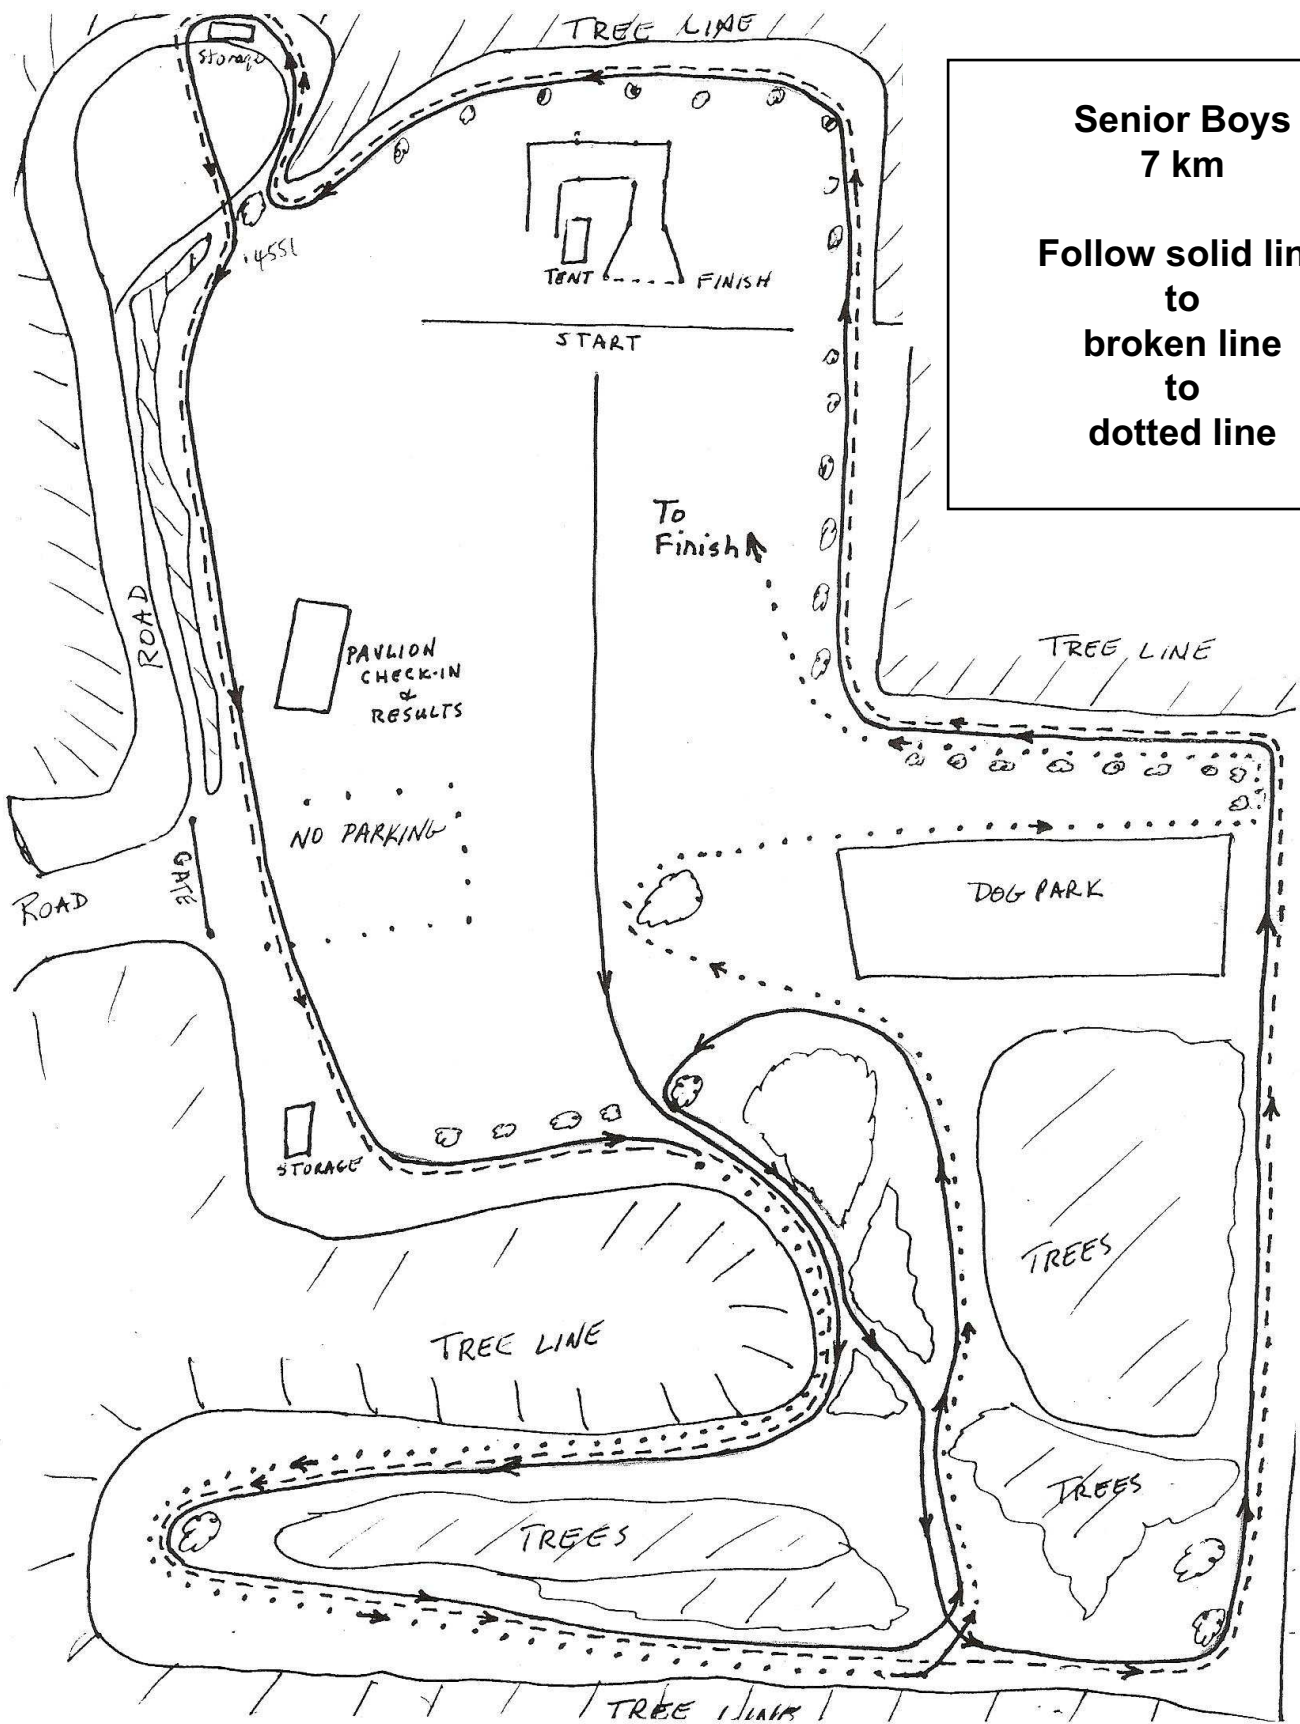 TREE LINE
Storage
Senior Boys
7 km
Follow solid lin
to
broken line
to
dotted line
.4551
TENT
FINISH
START
To
Finish
ROAD
TREE LINE
PAVLION
CHECK-IN
&
RESULTS
NO PARKING
GATE
ROAD
DOG PARK
STORAGE
TREES
TREE LINE
TREES
TREES
TREE LINE